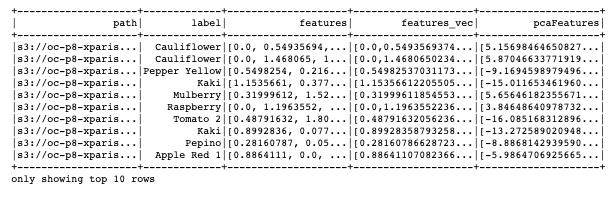 +--------------------+-------------+--------------------+--------------------+--------------------+
|                path|        label|            features|        features_vec|         pcaFeatures|
+--------------------+-------------+--------------------+--------------------+--------------------+
|s3://oc-p8-xparis...|  Cauliflower|[0.0, 0.54935694,...|[0.0,0.5493569374...|[5.15698464650827...|
|s3://oc-p8-xparis...|  Cauliflower|[0.0, 1.468065, 1...|[0.0,1.4680650234...|[5.87046633771919...|
|s3://oc-p8-xparis...|Pepper Yellow|[0.5498254, 0.216...|[0.54982537031173...|[-9.1694598979496...|
|s3://oc-p8-xparis...|         Kaki|[1.1535661, 0.377...|[1.15356612205505...|[-15.011653461960...|
|s3://oc-p8-xparis...|     Mulberry|[0.31999612, 1.52...|[0.31999611854553...|[5.65646182355671...|
|s3://oc-p8-xparis...|    Raspberry|[0.0, 1.1963552, ...|[0.0,1.1963552236...|[3.84648640978732...|
|s3://oc-p8-xparis...|     Tomato 2|[0.48791632, 1.80...|[0.48791632056236...|[-16.085168312896...|
|s3://oc-p8-xparis...|         Kaki|[0.8992836, 0.077...|[0.89928358793258...|[-13.272589020948...|
|s3://oc-p8-xparis...|       Pepino|[0.28160787, 0.05...|[0.28160786628723...|[-8.8868142939590...|
|s3://oc-p8-xparis...|  Apple Red 1|[0.8864111, 0.0, ...|[0.88641107082366...|[-5.9864706925665...|
+--------------------+-------------+--------------------+--------------------+--------------------+
only showing top 10 rows